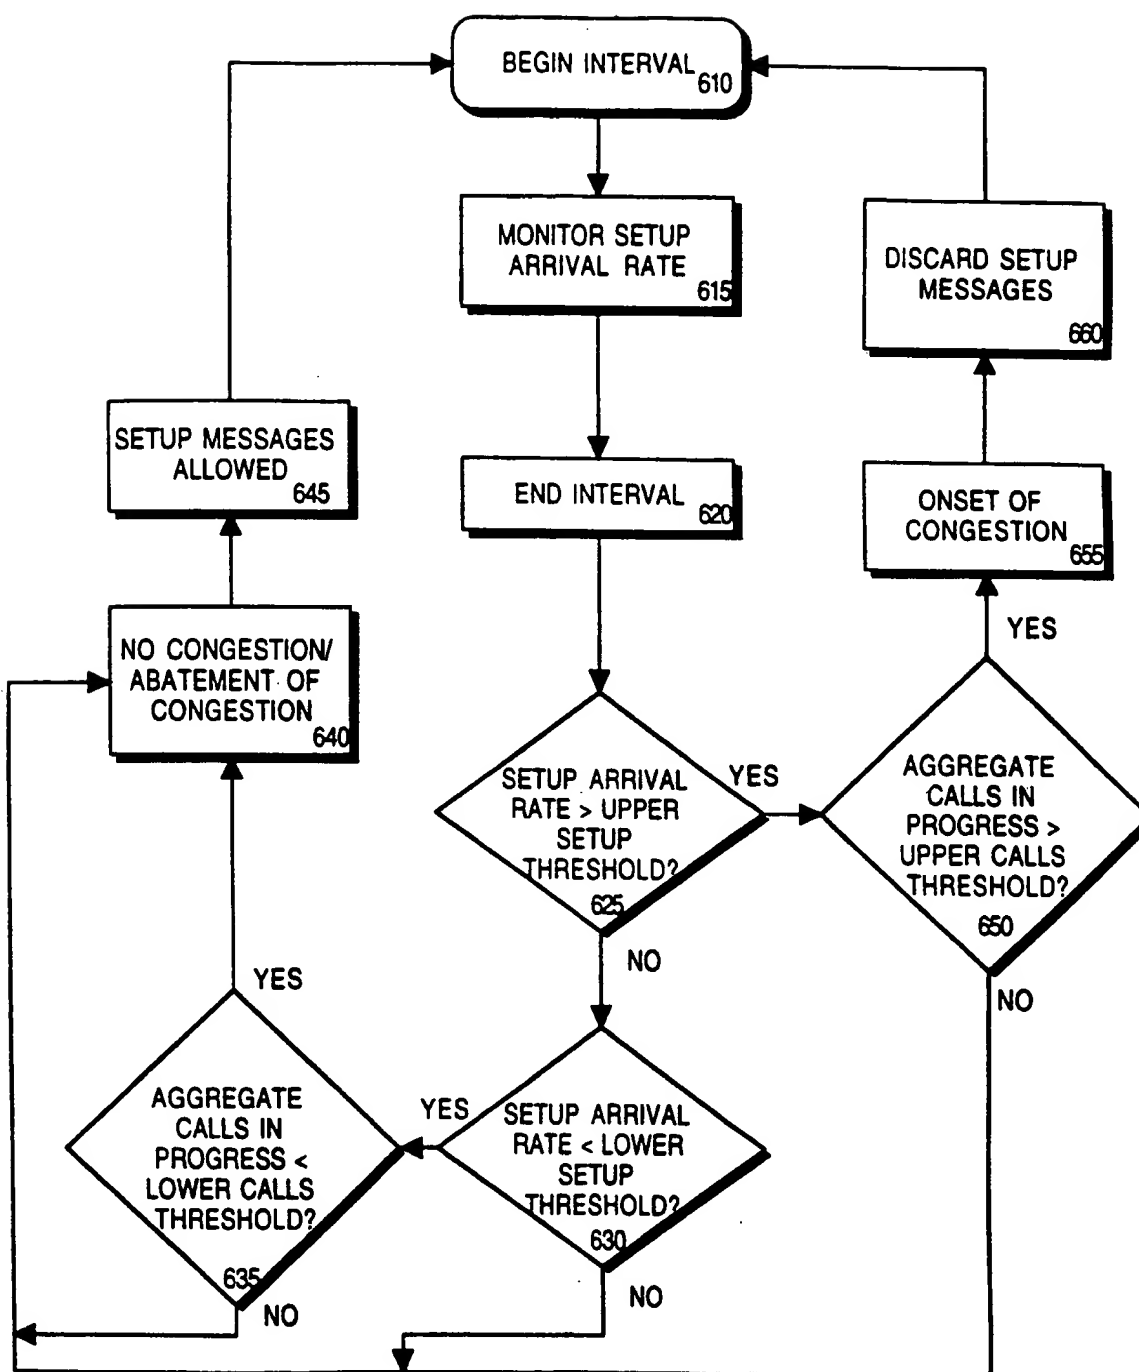 BEGIN INTERVAL
610
MONITOR SETUP
ARRIVAL RATE
615
DISCARD SETUP
MESSAGES
660
SETUP MESSAGES
ALLOWED
645
END INTERVAL
620
ONSET OF
CONGESTION
655
YES
NO CONGESTION/
ABATEMENT OF
CONGESTION
640
SETUP ARRIVAL
RATE > UPPER
SETUP
THRESHOLD?
625
YES
AGGREGATE
CALLS IN
PROGRESS >
UPPER CALLS
THRESHOLD?
650
NO
NO
YES
AGGREGATE
CALLS IN
PROGRESS <
LOWER CALLS
THRESHOLD?
635
NO
YES
SETUP ARRIVAL
RATE < LOWER
SETUP
THRESHOLD?
630
NO